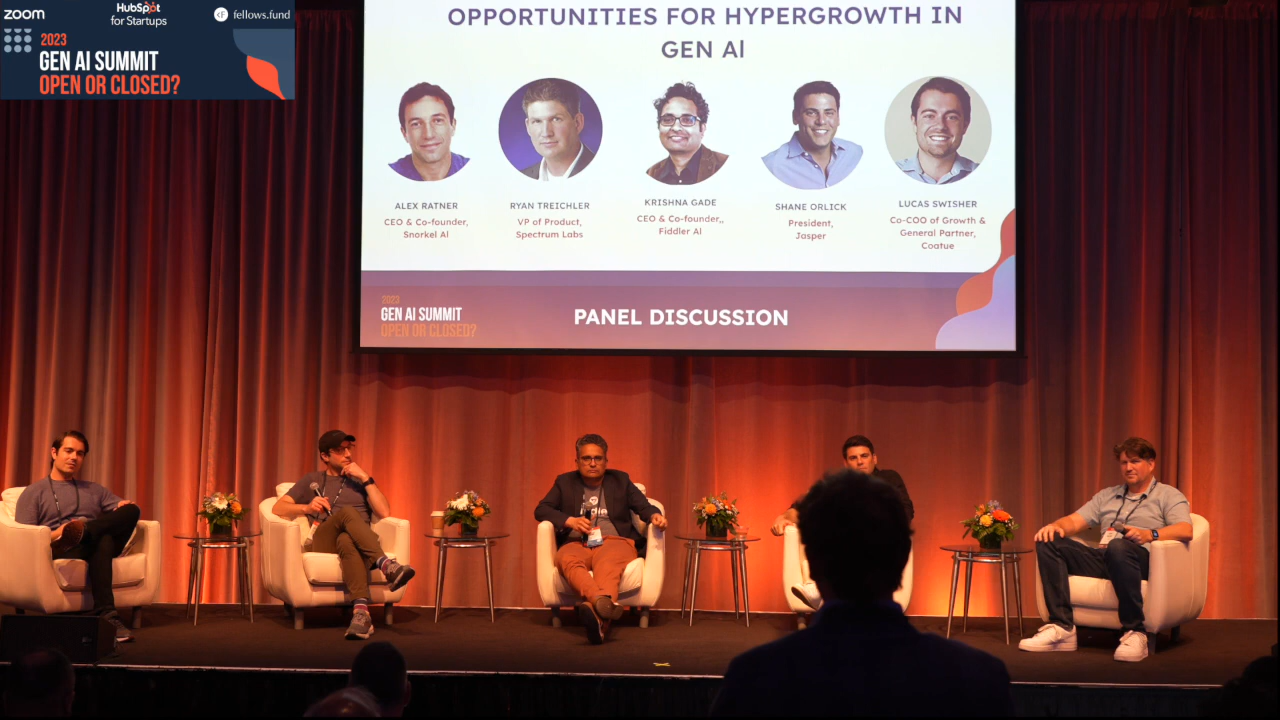 zoom
HubSpot
for Startups
fellows.fund
2023
GEN AI SUMMIT
OPEN OR CLOSED?
OPPORTUNITIES FOR HYPERGROWTH IN
GEN AI
ALEX RATNER
CEO & Co-founder,
Snorkel AI
RYAN TREICHLER
VP of Product,
Spectrum Labs
KRISHNA GADE
CEO & Co-founder,,
Fiddler AI
SHANE ORLICK
President,
Jasper
LUCAS SWISHER
Co-COO of Growth &
General Partner,
Coatue
2023
GEN AI SUMMIT
OPEN OR CLOSED?
PANEL DISCUSSION